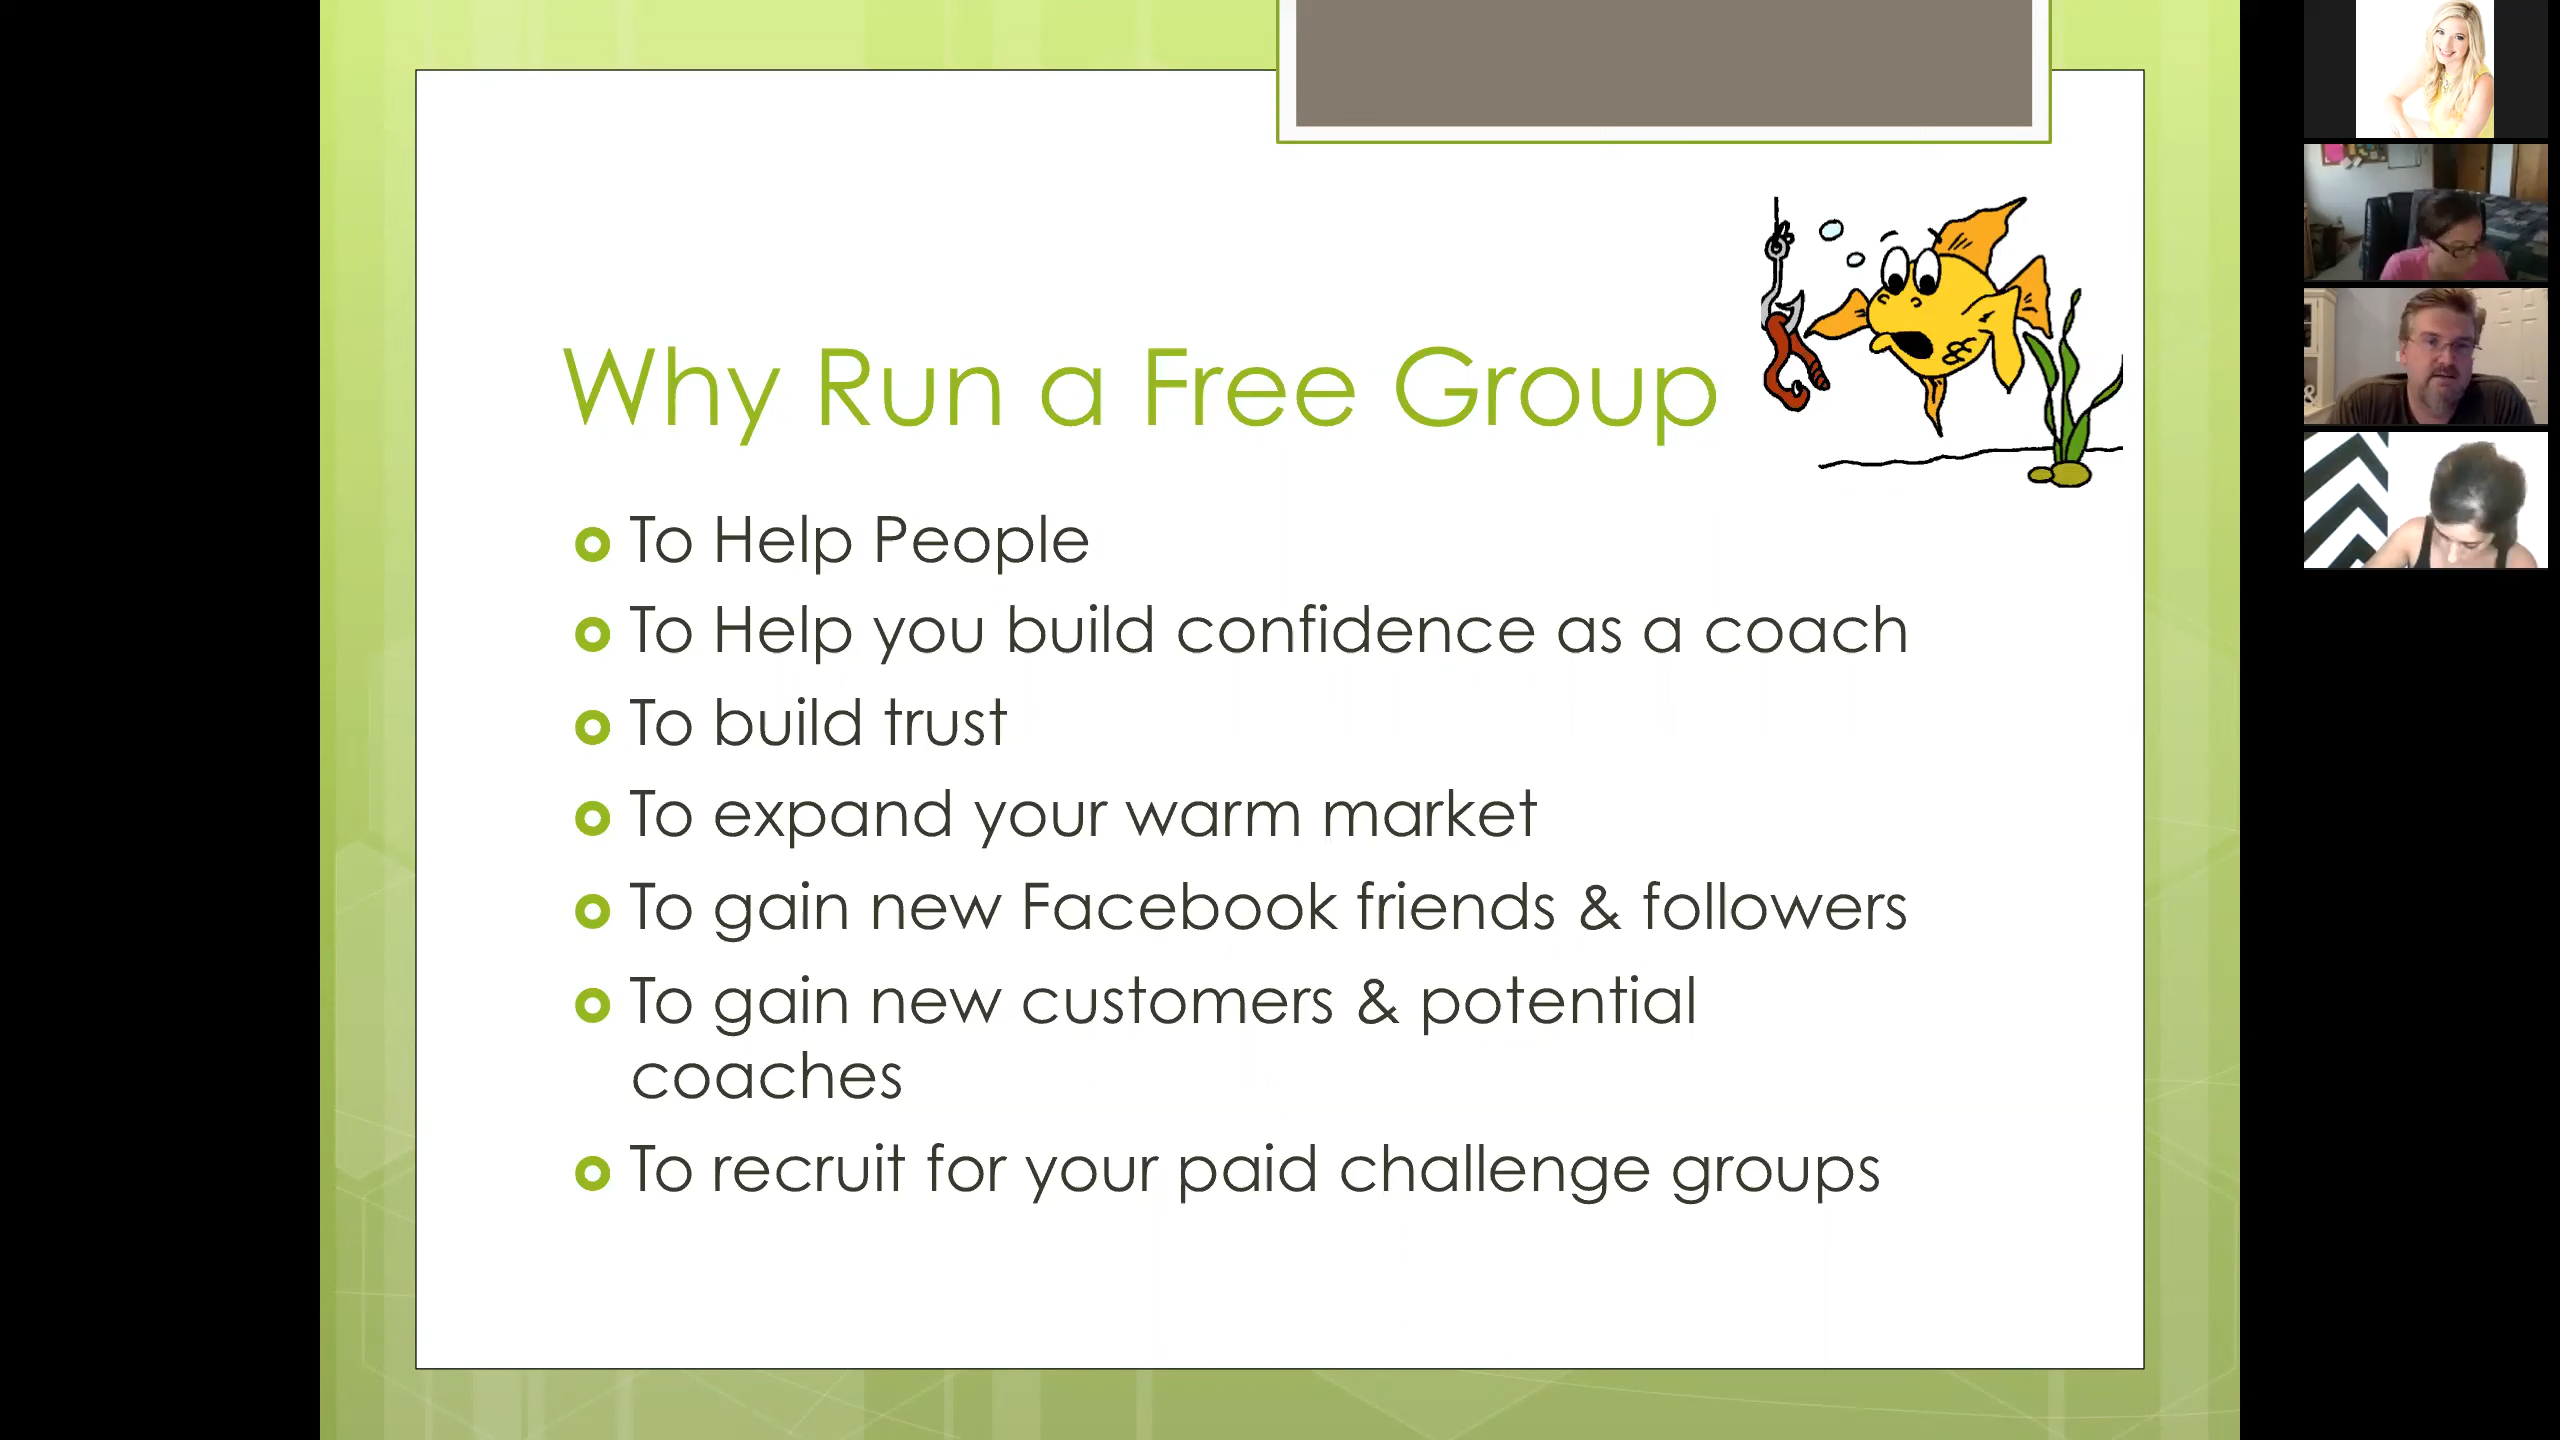 Why Run a Free Group
To Help People
To Help you build confidence as a coach
To build trust
To expand your warm market
To gain new Facebook friends & followers
To gain new customers & potential
coaches
To recruit for your paid challenge groups